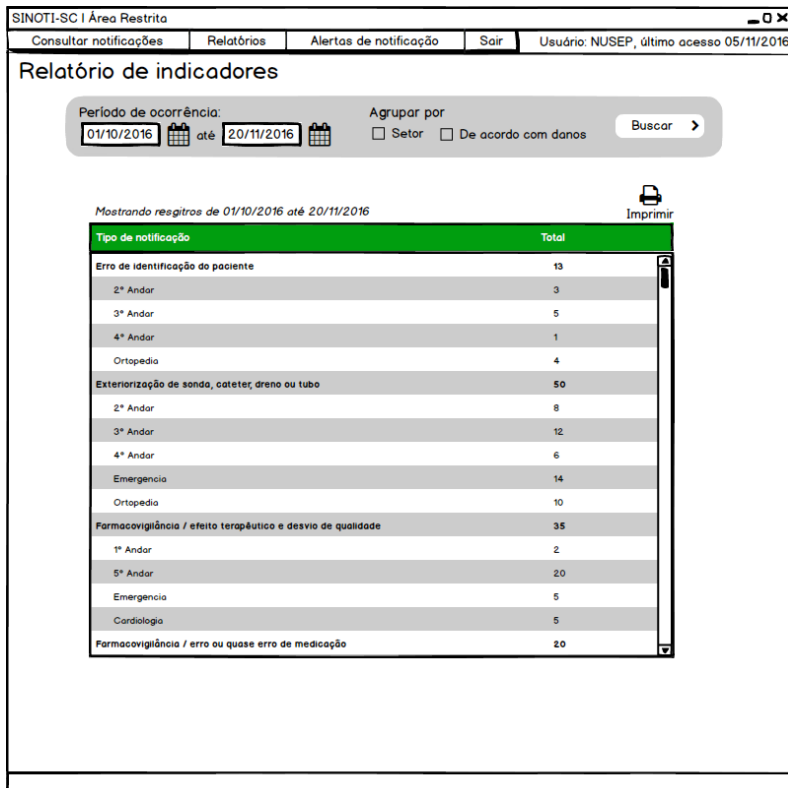 SINOTI-SC | Área Restrita
Consultar notificações Relatórios Alertas de notificação Sair Usuário: NUSEP, último acesso 05/11/2016
Relatório de indicadores
Período de ocorrência: Agrupar por
01/10/2016 até 20/11/2016 Setor De acordo com danos Buscar
Mostrando resgitros de 01/10/2016 até 20/11/2016 Imprimir
Tipo de notificação Total
Erro de identificação do paciente 13
2º Andar 3
3º Andar 5
4º Andar 1
Ortopedia 4
Exteriorização de sonda, cateter, dreno ou tubo 50
2º Andar 8
3º Andar 12
4º Andar 6
Emergencia 14
Ortopedia 10
Farmacovigilância / efeito terapêutico e desvio de qualidade 35
1º Andar 2
5º Andar 20
Emergencia 5
Cardiologia 5
Farmacovigilância / erro ou quase erro de medicação 20